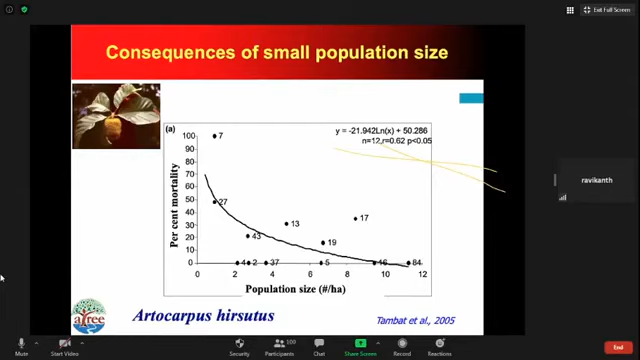 Exit Full Screen
Consequences of small population size
(a)
y = -21.942Ln(x) + 50.286
n=12,r=0.62 p<0.05
100
90
80
70
60
50
40
30
20
10
0
Per cent mortality
7
27
43
13
17
19
4
2
37
5
16
84
0
2
4
6
8
10
12
Population size (#/ha)
ravikanth
atree
Artocarpus hirsutus
Tambat et al., 2005
100
Mute
Start Video
Security
Participants
Chat
Share Screen
Record
Reactions
End